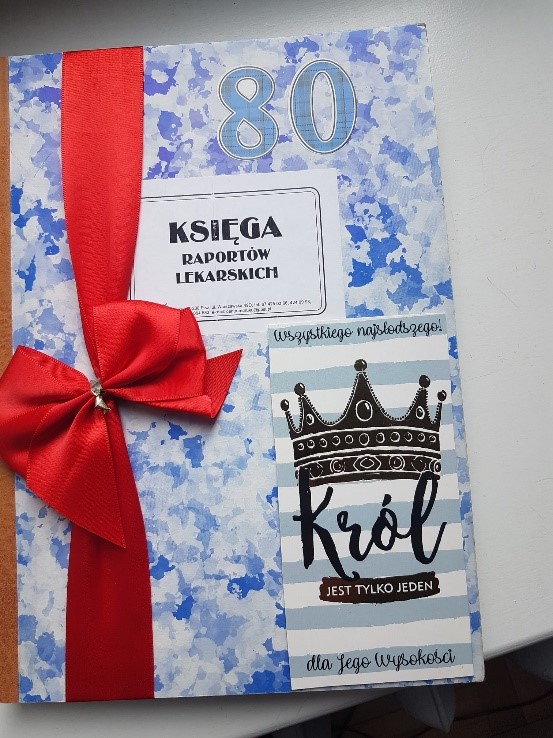 80
KSIĘGA
RAPORTÓW
LEKARSKICH
Wszystkiego najsłodszego!
Król
JEST TYLKO JEDEN
dla Jego Wysokości